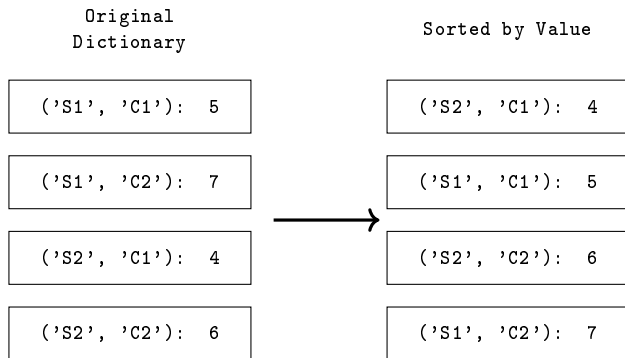 Original
Dictionary
('S1', 'C1'): 5
('S1', 'C2'): 7
('S2', 'C1'): 4
('S2', 'C2'): 6
Sorted by Value
('S2', 'C1'): 4
('S1', 'C1'): 5
('S2', 'C2'): 6
('S1', 'C2'): 7